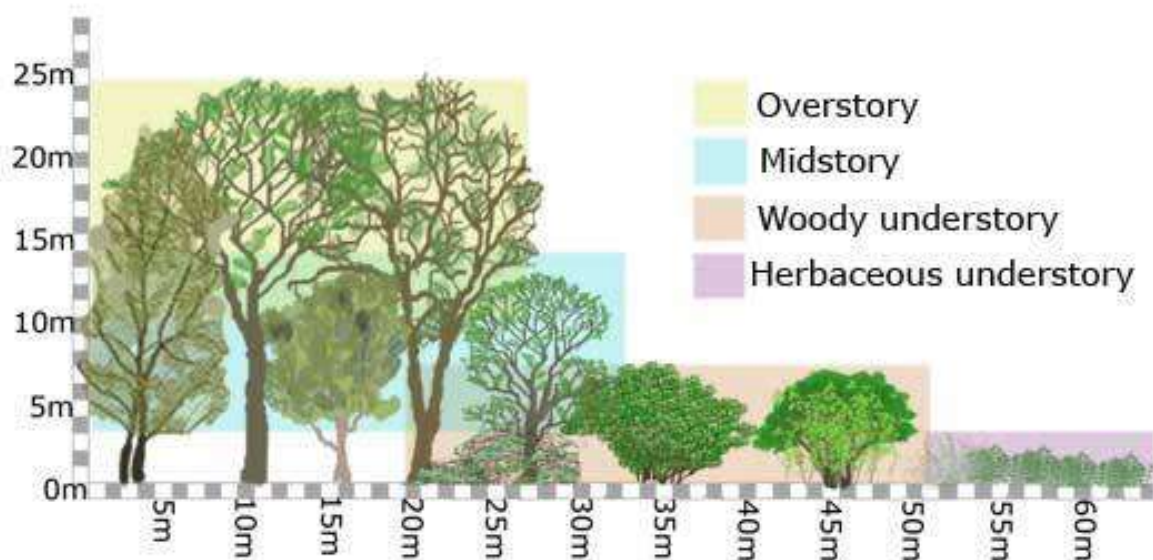 25m
20m
15m
10m
5m
0m
Overstory
Midstory
Woody understory
Herbaceous understory
5m
10m
15m
20m
25m
30m
35m
40m
45m
50m
55m
60m